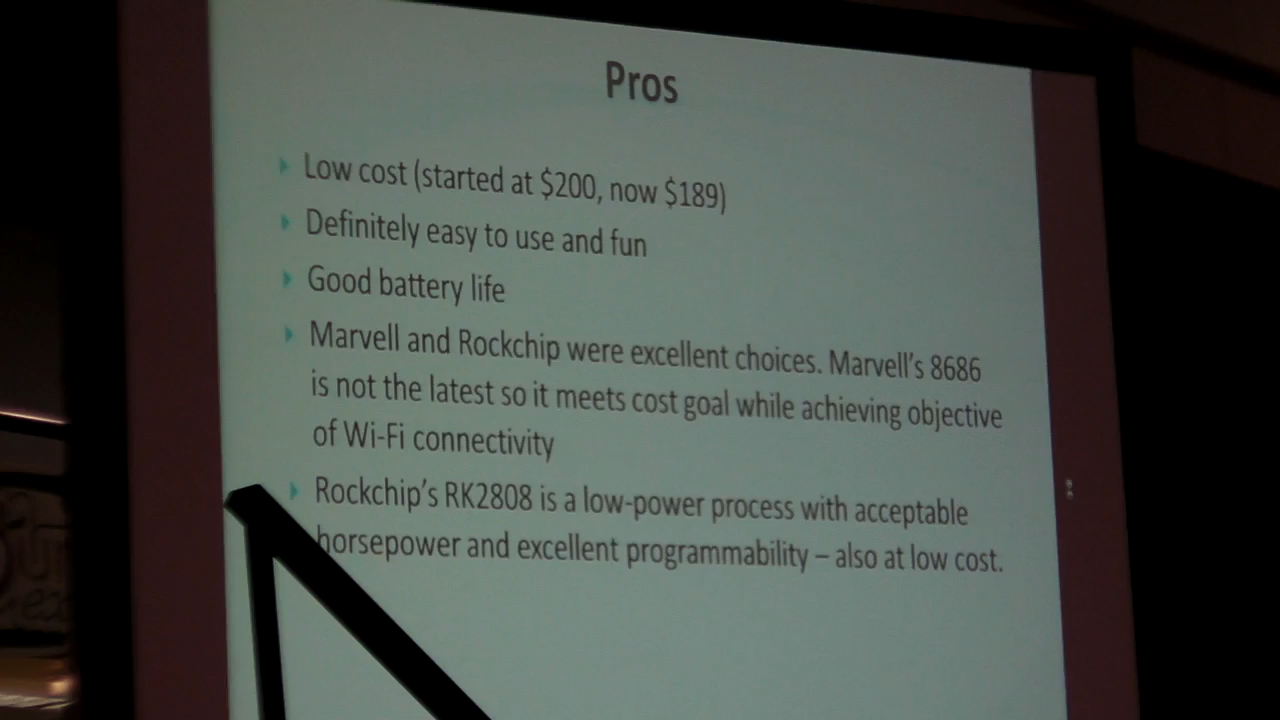 Pros
Low cost (started at $200, now $189)
Definitely easy to use and fun
Good battery life
Marvell and Rockchip were excellent choices. Marvell's 8686
is not the latest so it meets cost goal while achieving objective
of Wi-Fi connectivity
Rockchip's RK2808 is a low-power process with acceptable
horsepower and excellent programmability – also at low cost.